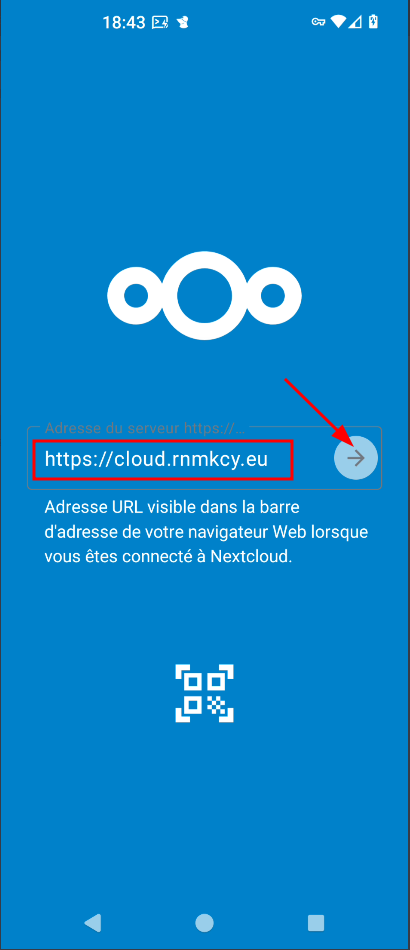 18:43
Adresse du serveur https://...
https://cloud.rnmkcy.eu
Adresse URL visible dans la barre
d'adresse de votre navigateur Web lorsque
vous êtes connecté à Nextcloud.